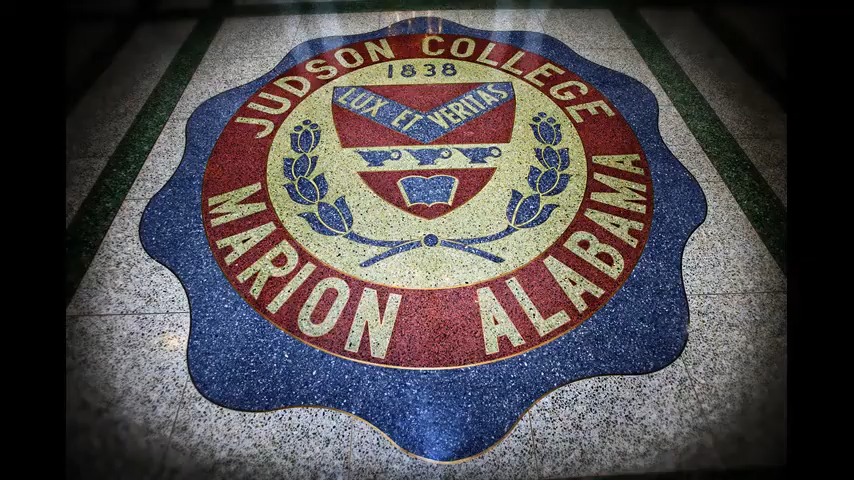 JUDSON COLLEGE
1838
LUX ET VERITAS
MARION ALABAMA